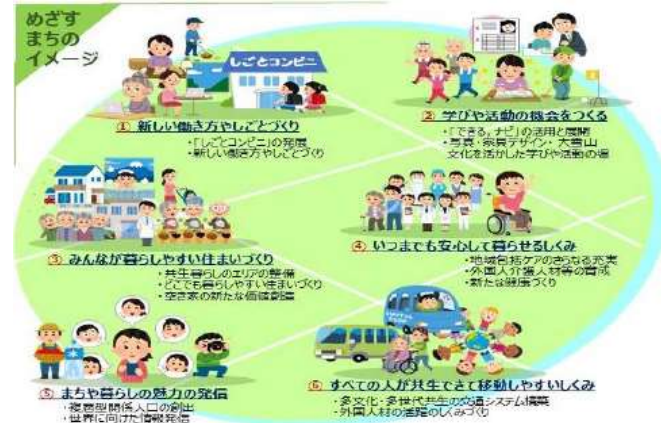 めざす
まちの
イメージ
しごとコンビニ
① 新しい働き方やしごとづくり
・「しごとコンビニ」の発展
・新しい働き方やしごとづくり
② 学びや活動の機会をつくる
・「できる。ナビ」の活用と展開
・写真・家具デザイン・大雪山
文化を活かした学びや活動の場
③ みんなが暮らしやすい住まいづくり
・共生暮らしのエリアの整備
・どこでも暮らしやすい住まいづくり
・空き家の新たな価値創造
④ いつまでも安心して暮らせるしくみ
・地域包括ケアのさらなる充実
・外国人介護人材等の育成
・新たな健康づくり
⑤ まちや暮らしの魅力の発信
・複層型関係人口の創出
・世界に向けた情報発信
⑥ すべての人が共生できて移動しやすいしくみ
・多文化・多世代共生の交通システム構築
・外国人材の活躍のしくみづくり